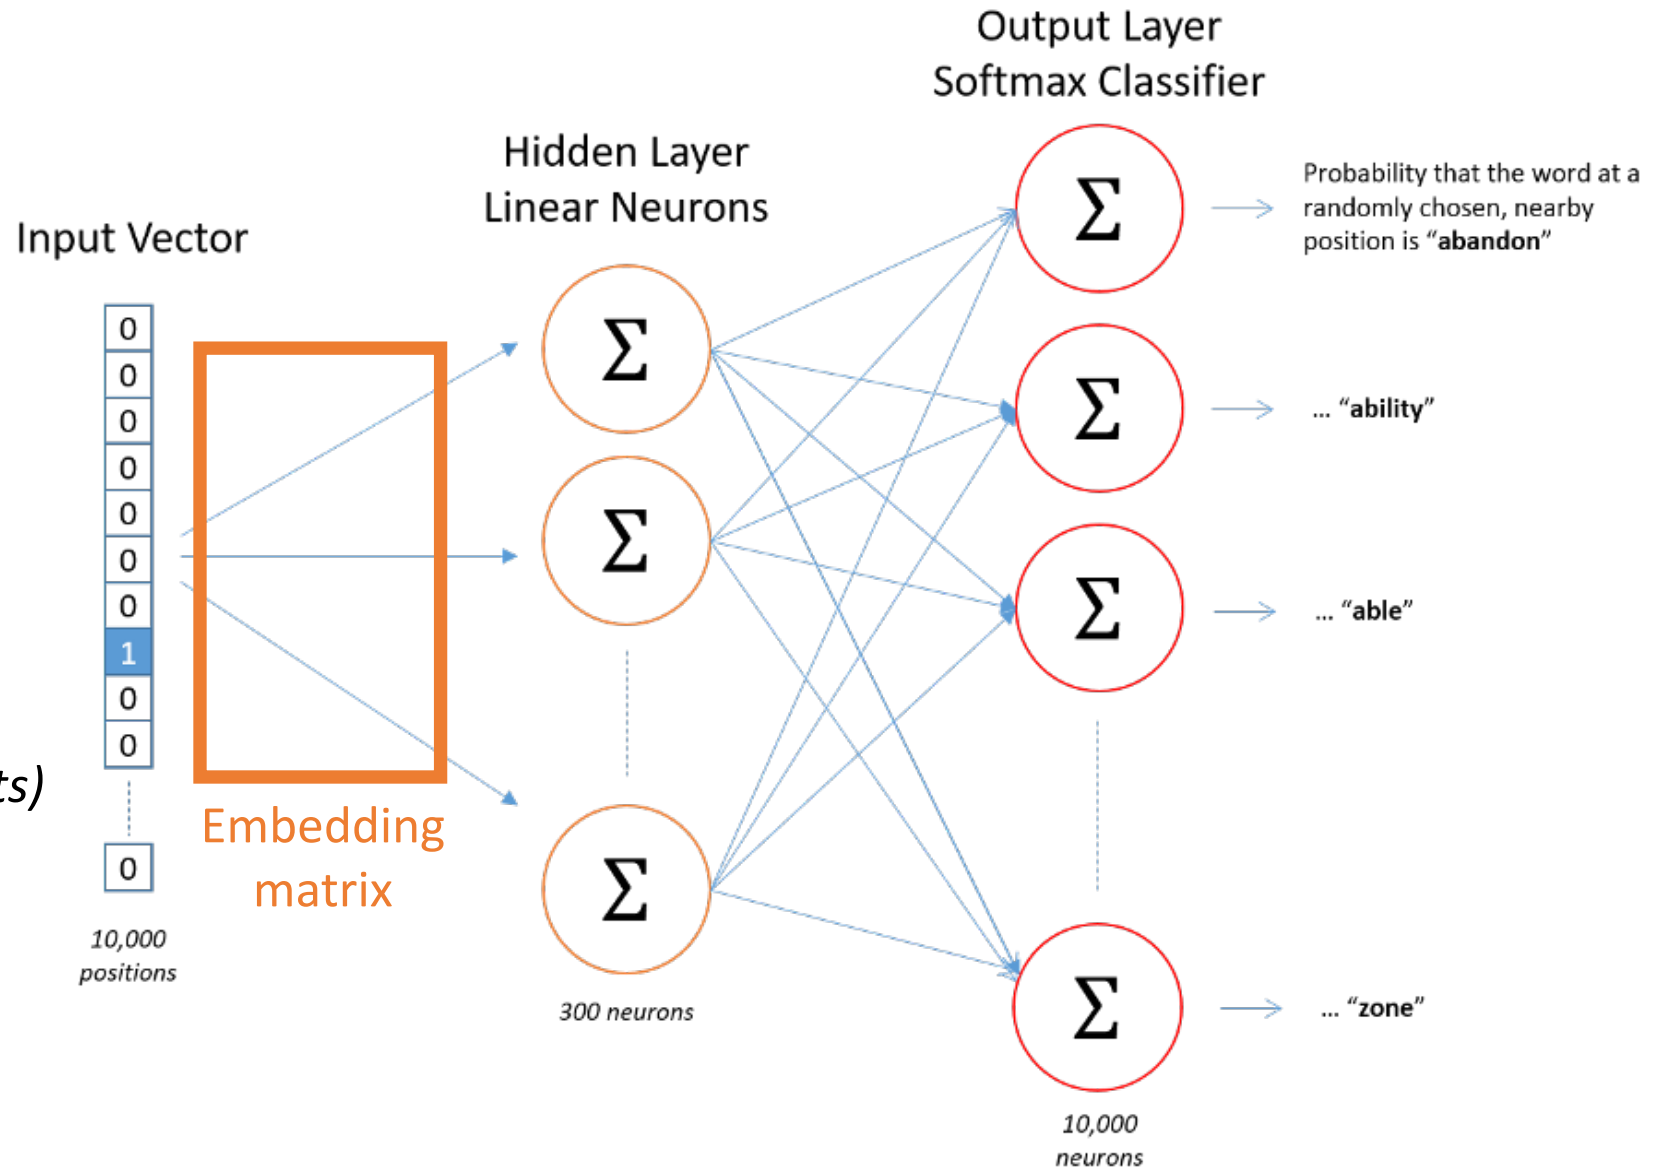 Output Layer
Softmax Classifier
Hidden Layer
Linear Neurons
Input Vector
0
0
0
0
0
0
0
1
0
0
0
10,000
positions
ts)
Embedding
matrix
Σ
Σ
Σ
300 neurons
Σ
Σ
Σ
Σ
10,000
neurons
Probability that the word at a
randomly chosen, nearby
position is “abandon”
... “ability”
... “able”
... “zone”